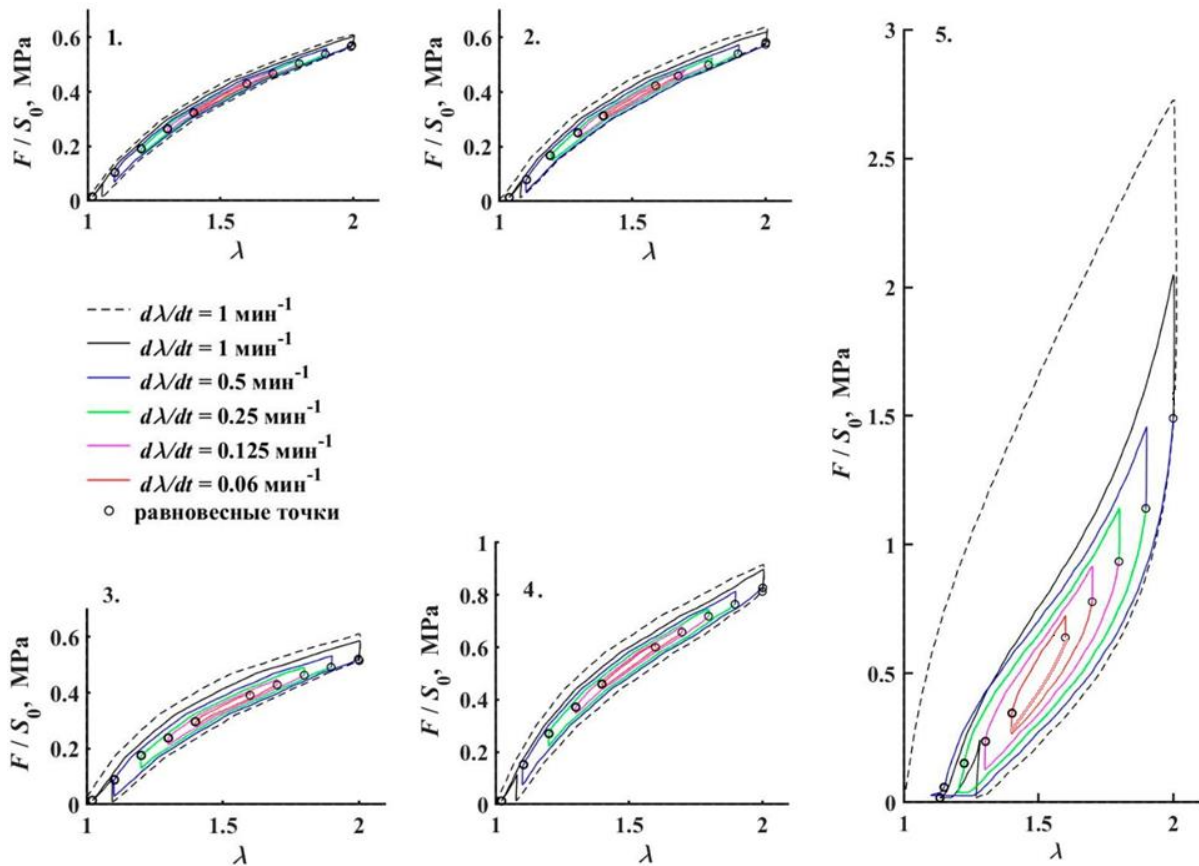 1.
F / S₀, MPa
0.6
0.4
0.2
0
1
1.5
2
λ
2.
F / S₀, MPa
0.6
0.4
0.2
0
1
1.5
2
λ
dλ/dt = 1 мин⁻¹
dλ/dt = 1 мин⁻¹
dλ/dt = 0.5 мин⁻¹
dλ/dt = 0.25 мин⁻¹
dλ/dt = 0.125 мин⁻¹
dλ/dt = 0.06 мин⁻¹
равновесные точки
3.
F / S₀, MPa
0.6
0.4
0.2
0
1
1.5
2
λ
4.
F / S₀, MPa
1
0.8
0.6
0.4
0.2
0
1
1.5
2
λ
5.
F / S₀, MPa
3
2.5
2
1.5
1
0.5
0
1
1.5
2
λ